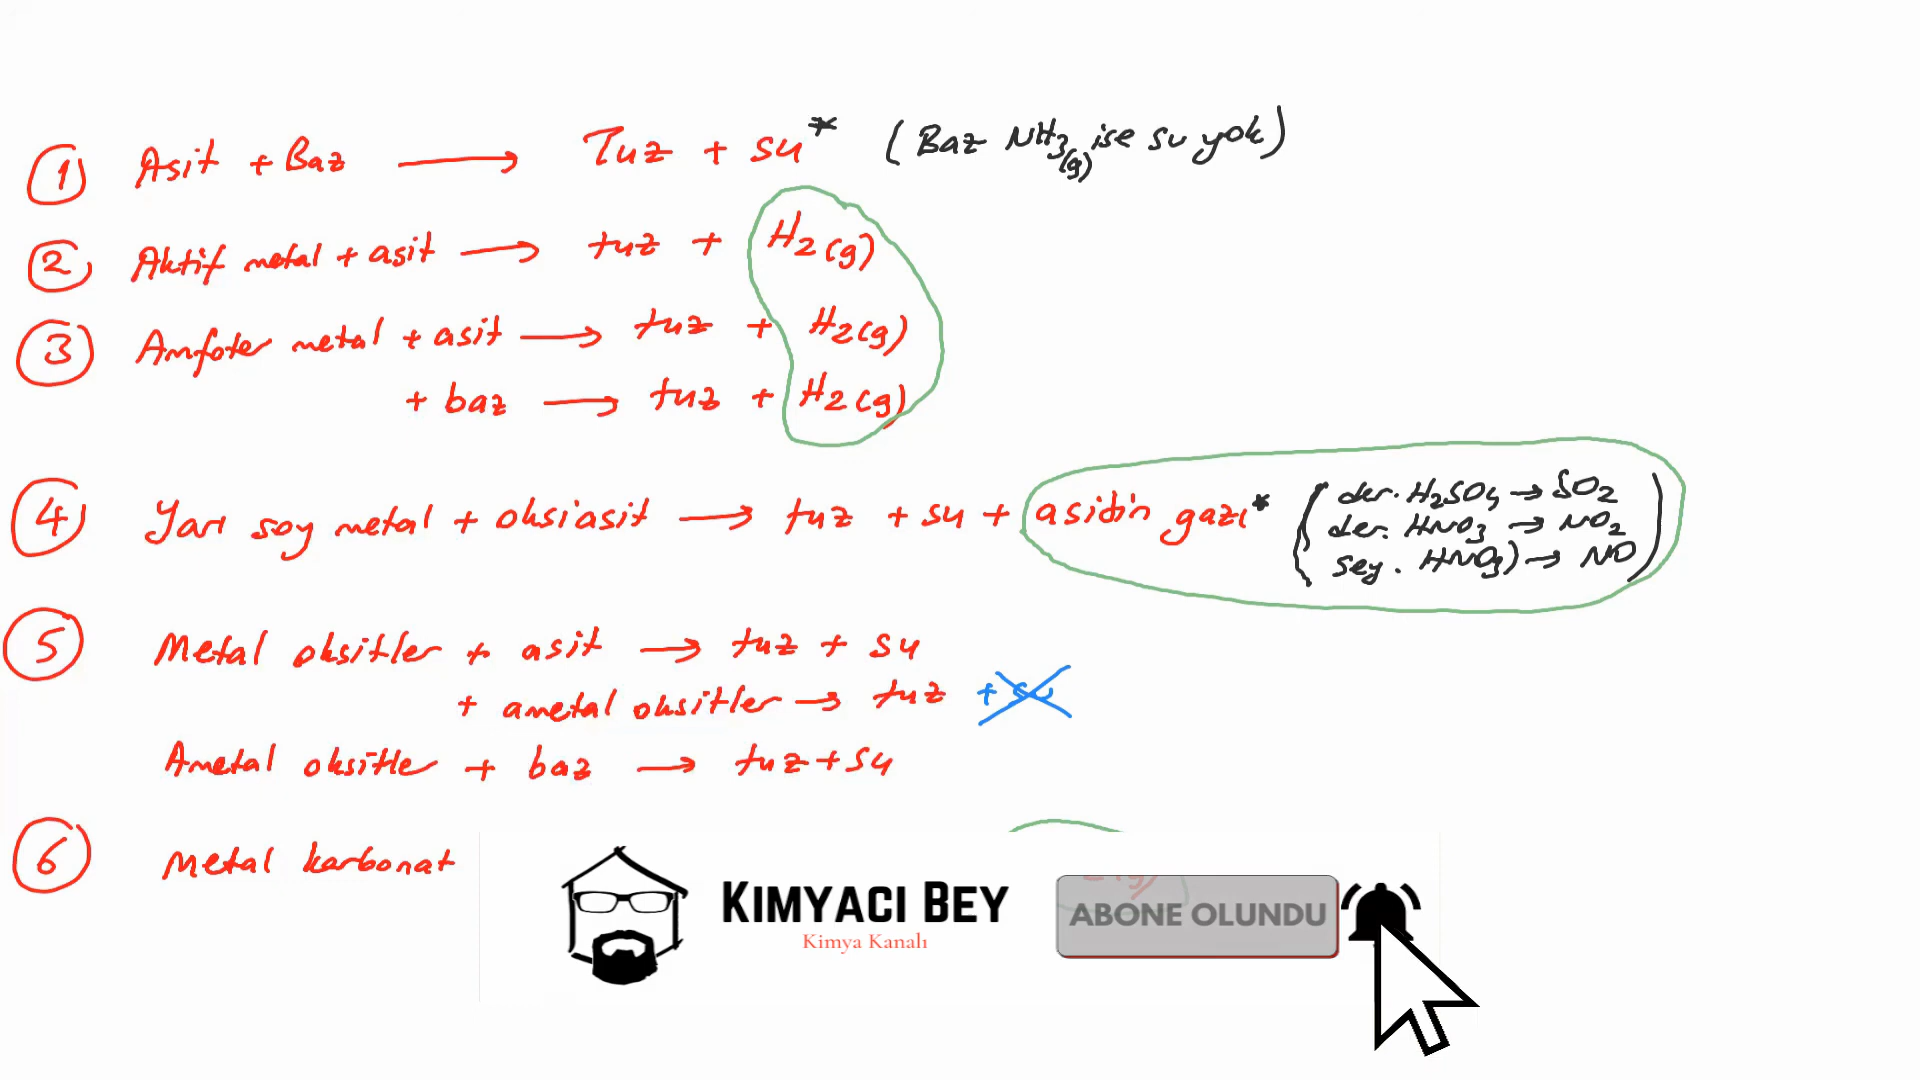 1 Asit + Baz → Tuz + su* (Baz NH3(g) ise su yok)
2 Aktif metal + asit → tuz + H2(g)
3 Amfoter metal + asit → tuz + H2(g)
+ baz → tuz + H2(g)
4 Yarı soy metal + oksiasit → tuz + su + asidin gazı* (der. H2SO4 → SO2
der. HNO3 → NO2
sey. HNO3) → NO)
5 Metal oksitler + asit → tuz + su
+ ametal oksitler → tuz + su
Ametal oksitler + baz → tuz + su
6 Metal karbonat
KIMYACI BEY
Kimya Kanalı
ABONE OLUNDU